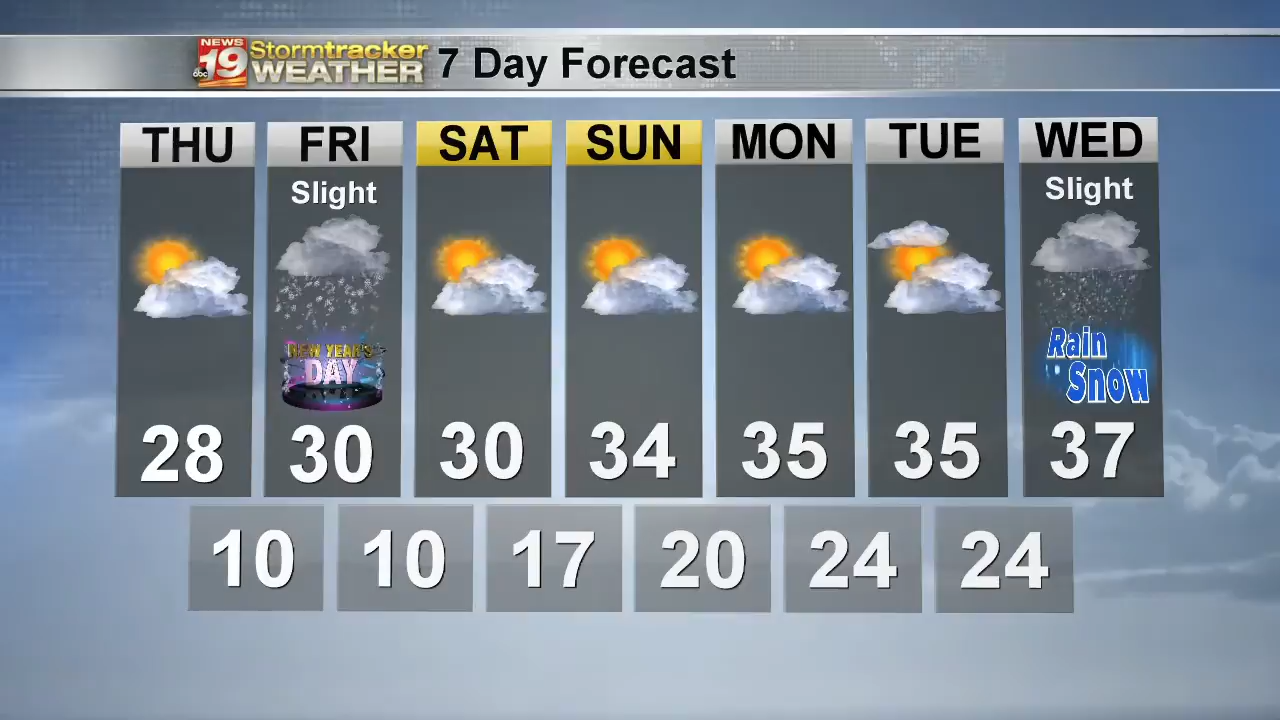 NEWS
abc 19
Stormtracker
WEATHER
7 Day Forecast
THU FRI SAT SUN MON TUE WED
Slight Slight
NEW YEAR'S
DAY
Rain
Snow
28 30 30 34 35 35 37
10 10 17 20 24 24